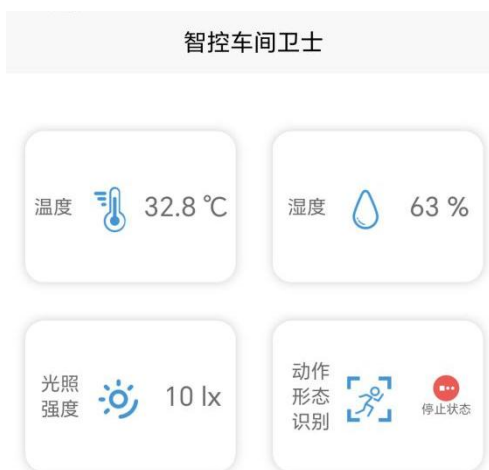 智控车间卫士
温度 32.8 ℃
湿度 63 %
光照
强度
10 lx
动作
形态
识别
停止状态